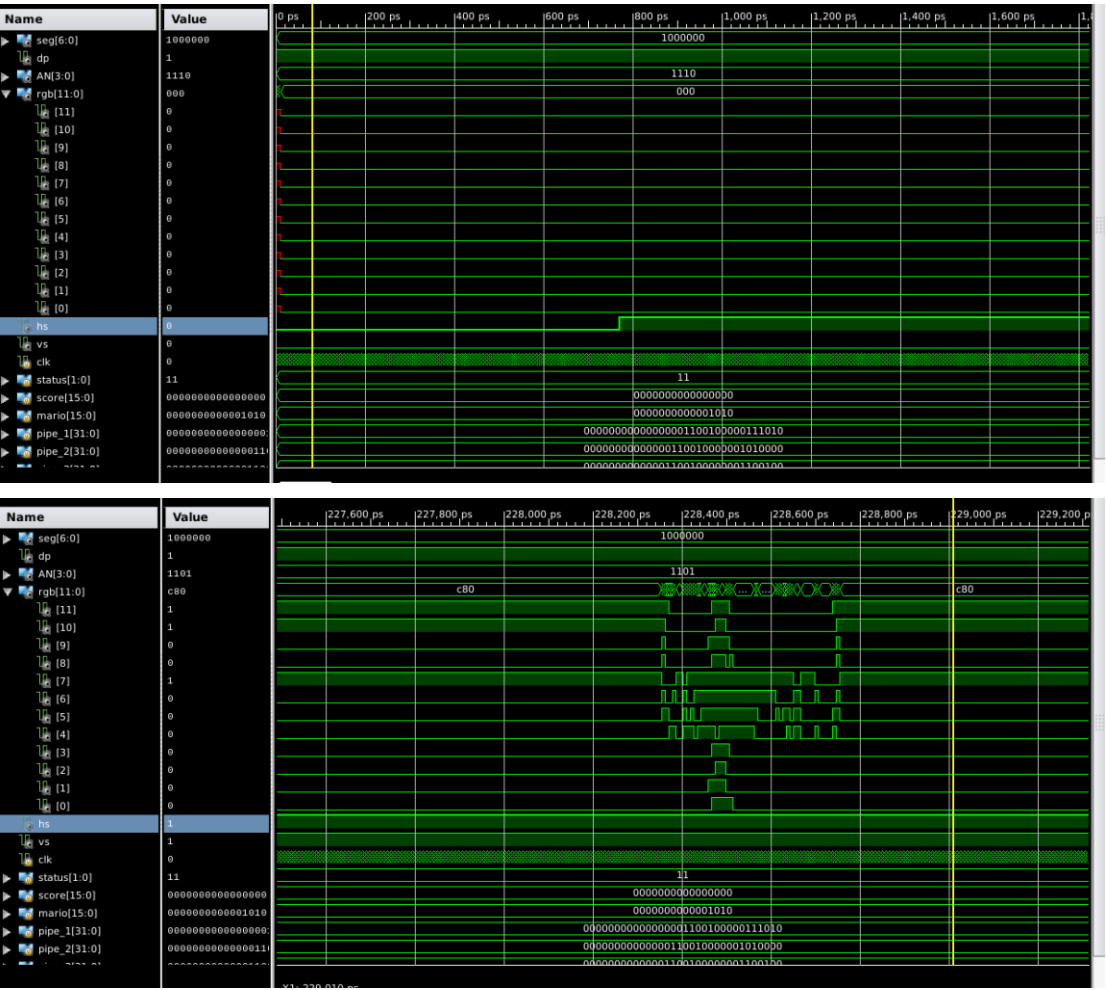 Name Value 0 ps 200 ps 400 ps 600 ps 800 ps 1,000 ps 1,200 ps 1,400 ps 1,600 ps
seg[6:0] 1000000 1000000
dp 1
AN[3:0] 1110 1110
rgb[11:0] 000 000
[11] 0
[10] 0
[9] 0
[8] 0
[7] 0
[6] 0
[5] 0
[4] 0
[3] 0
[2] 0
[1] 0
[0] 0
hs 0
vs 0
clk 0
status[1:0] 11 11
score[15:0] 0000000000000000 0000000000000000
mario[15:0] 0000000000001010 0000000000001010
pipe_1[31:0] 0000000000000000 00000000000000001100100000111010
pipe_2[31:0] 00000000000000011 00000000000000110010000001010000
Name Value 227,600 ps 227,800 ps 228,000 ps 228,200 ps 228,400 ps 228,600 ps 228,800 ps 229,000 ps 229,200 p
seg[6:0] 1000000 1000000
dp 1
AN[3:0] 1101 1101
rgb[11:0] c80 c80 ... ... c80
[11] 1
[10] 1
[9] 0
[8] 0
[7] 1
[6] 0
[5] 0
[4] 0
[3] 0
[2] 0
[1] 0
[0] 0
hs 1
vs 1
clk 0
status[1:0] 11 11
score[15:0] 0000000000000000 0000000000000000
mario[15:0] 0000000000001010 0000000000001010
pipe_1[31:0] 0000000000000000 00000000000000001100100000111010
pipe_2[31:0] 00000000000000011 00000000000000110010000001010000
X1: 229,010 ps